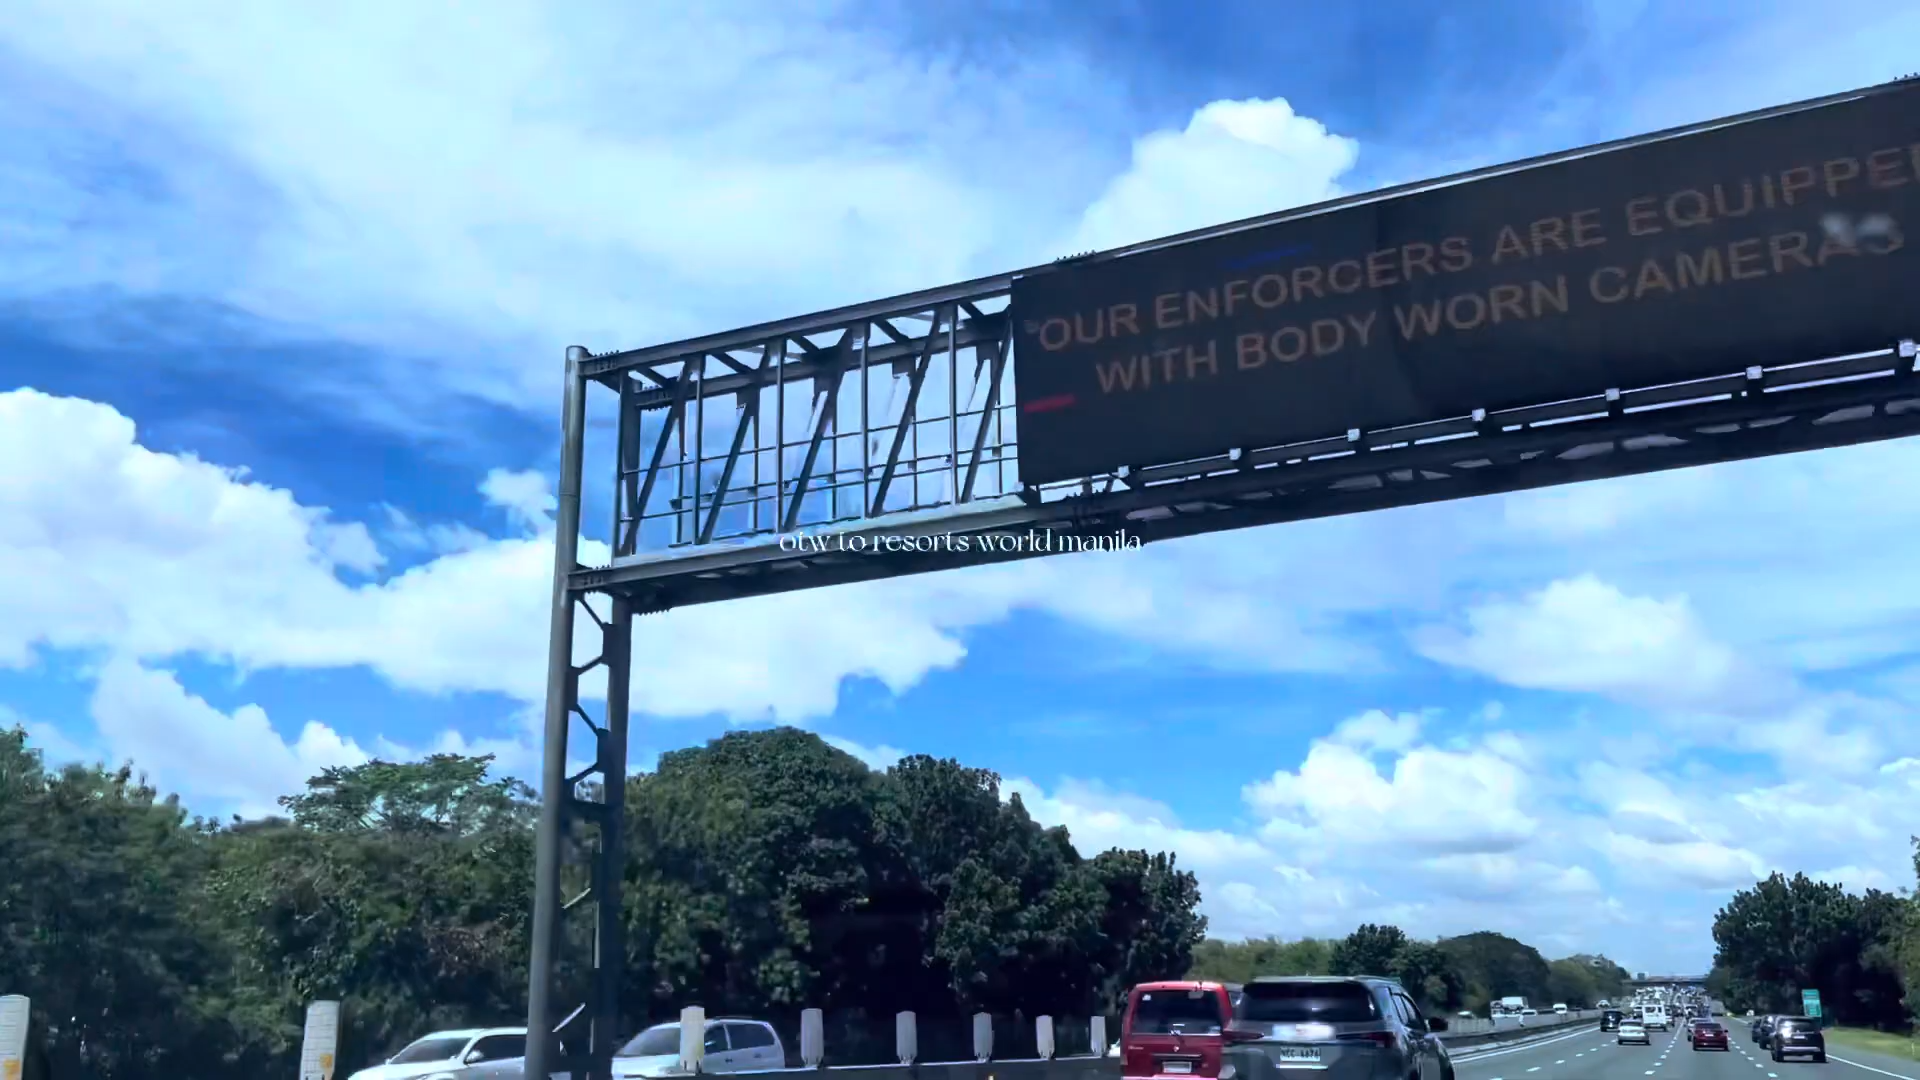 OUR ENFORCERS ARE EQUIPPED
WITH BODY WORN CAMERAS
otw to resorts world manila